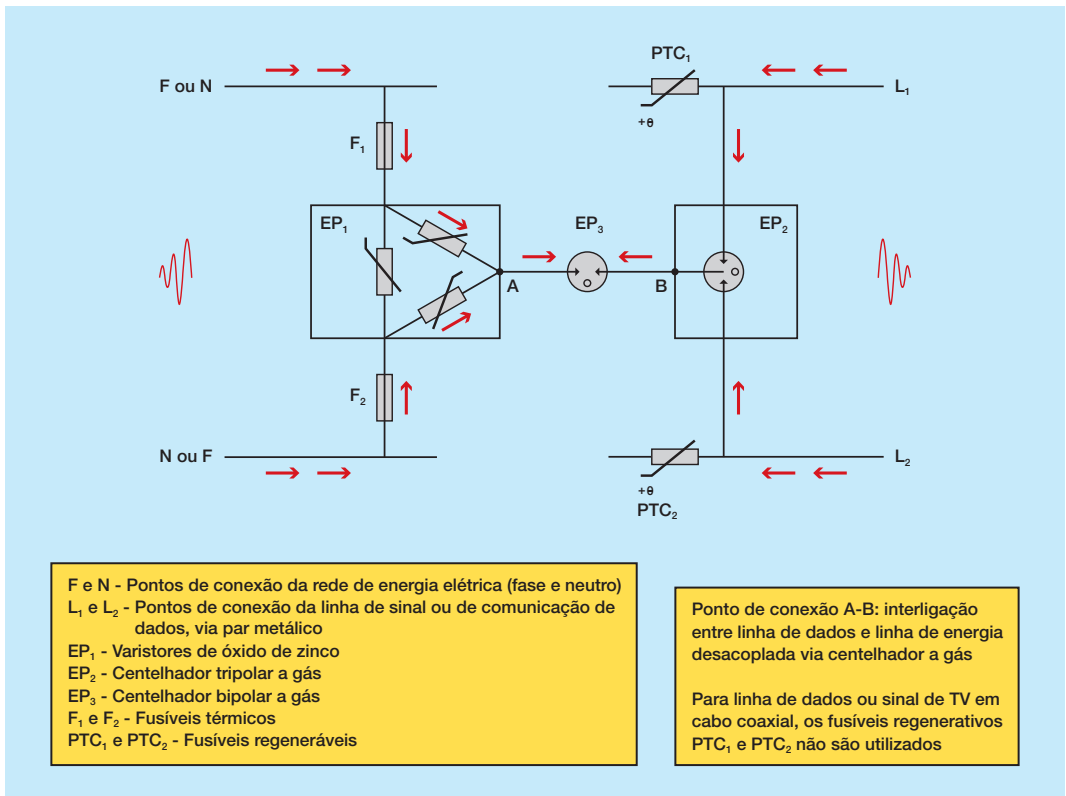 PTC₁
F ou N
L₁
+θ
F₁
EP₁
EP₃
EP₂
A
B
F₂
N ou F
L₂
+θ
PTC₂
F e N - Pontos de conexão da rede de energia elétrica (fase e neutro)
L₁ e L₂ - Pontos de conexão da linha de sinal ou de comunicação de
dados, via par metálico
EP₁ - Varistores de óxido de zinco
EP₂ - Centelhador tripolar a gás
EP₃ - Centelhador bipolar a gás
F₁ e F₂ - Fusíveis térmicos
PTC₁ e PTC₂ - Fusíveis regeneráveis
Ponto de conexão A-B: interligação
entre linha de dados e linha de energia
desacoplada via centelhador a gás
Para linha de dados ou sinal de TV em
cabo coaxial, os fusíveis regenerativos
PTC₁ e PTC₂ não são utilizados